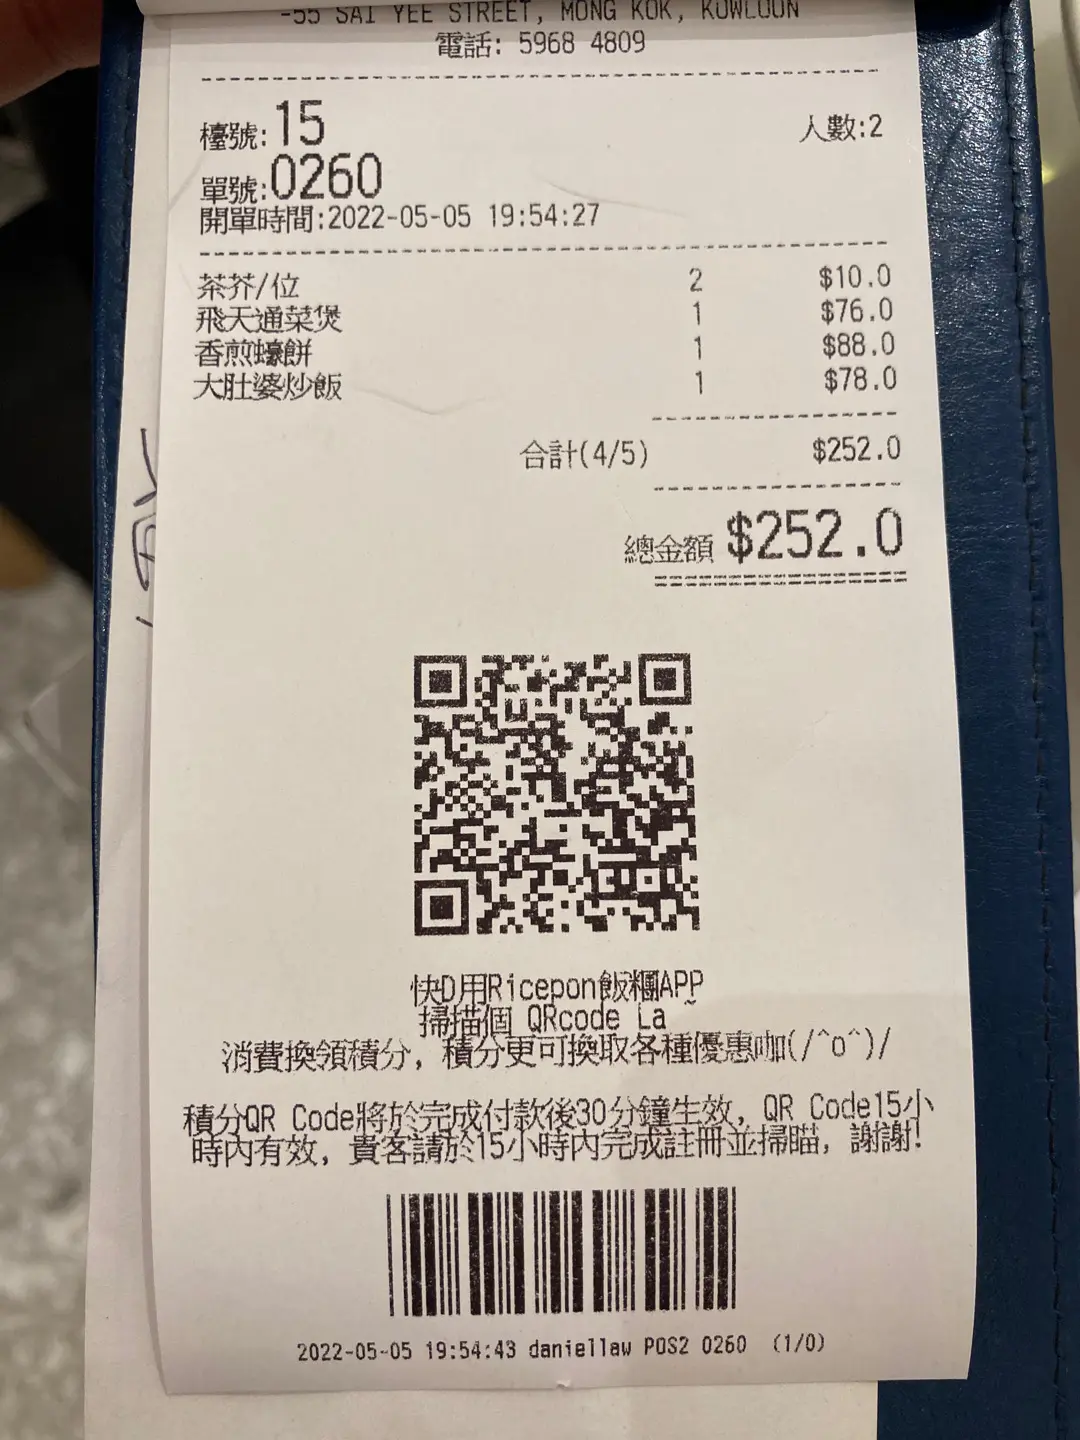 -55 SAI YEE STREET, MONG KOK, KOWLOON
電話: 5968 4809
檯號:15 人數:2
單號:0260
開單時間:2022-05-05 19:54:27
茶芥/位 2 $10.0
飛天通菜煲 1 $76.0
香煎蠔餅 1 $88.0
大肚婆炒飯 1 $78.0
合計(4/5) $252.0
總金額 $252.0
快D用Ricepon飯糰APP
掃描個 QRcode La ~
消費換領積分, 積分更可換取各種優惠咖(/^o^)/
積分QR Code將於完成付款後30分鐘生效, QR Code15小
時內有效, 貴客請於15小時內完成註冊並掃瞄, 謝謝!
2022-05-05 19:54:43 daniellaw POS2 0260 (1/0)